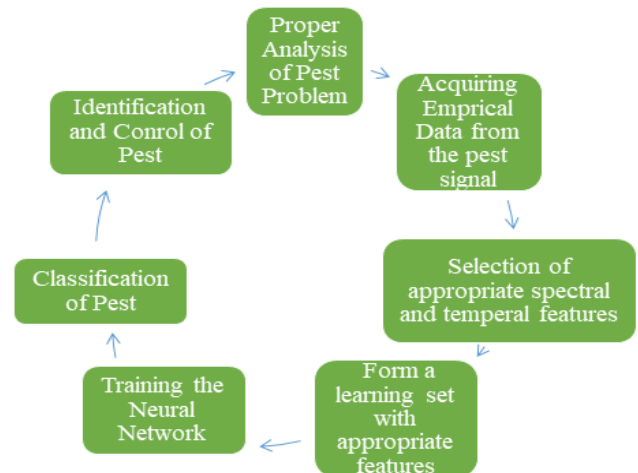 Proper
Analysis
of Pest
Problem
Acquiring
Emprical
Data from
the pest
signal
Selection of
appropriate spectral
and temperal features
Form a
learning set
with
appropriate
features
Training the
Neural
Network
Classification
of Pest
Identification
and Conrol of
Pest